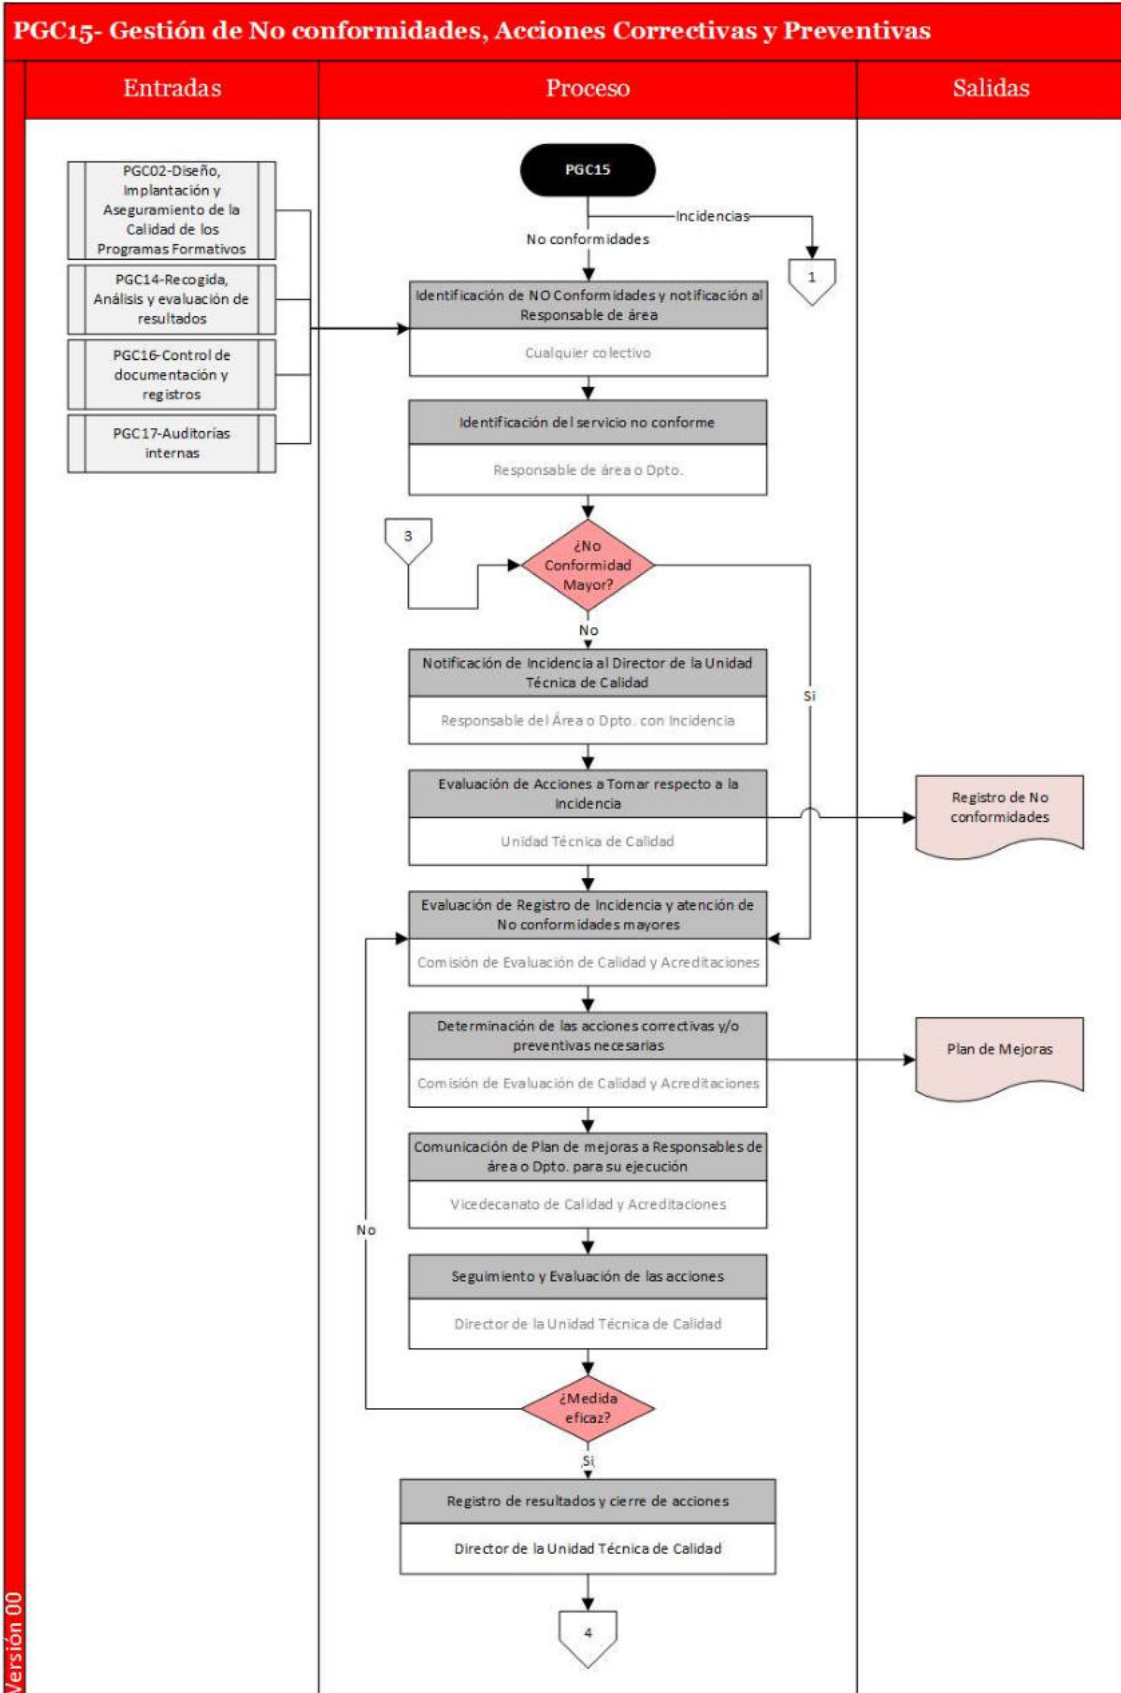 PGC15- Gestión de No conformidades, Acciones Correctivas y Preventivas
Entradas
Proceso
Salidas
PGC02-Diseño,
Implantación y
Aseguramiento de la
Calidad de los
Programas Formativos
PGC14-Recogida,
Análisis y evaluación de
resultados
PGC16-Control de
documentación y
registros
PGC17-Auditorías
internas
PGC15
Incidencias
No conformidades
1
Identificación de NO Conformidades y notificación al
Responsable de área
Cualquier colectivo
Identificación del servicio no conforme
Responsable de área o Dpto.
3
¿No
Conformidad
Mayor?
No
Si
Notificación de Incidencia al Director de la Unidad
Técnica de Calidad
Responsable del Área o Dpto. con Incidencia
Evaluación de Acciones a Tomar respecto a la
Incidencia
Unidad Técnica de Calidad
Registro de No
conformidades
Evaluación de Registro de Incidencia y atención de
No conformidades mayores
Comisión de Evaluación de Calidad y Acreditaciones
Determinación de las acciones correctivas y/o
preventivas necesarias
Comisión de Evaluación de Calidad y Acreditaciones
Plan de Mejoras
Comunicación de Plan de mejoras a Responsables de
área o Dpto. para su ejecución
Vicedecanato de Calidad y Acreditaciones
No
Seguimiento y Evaluación de las acciones
Director de la Unidad Técnica de Calidad
¿Medida
eficaz?
Si
Registro de resultados y cierre de acciones
Director de la Unidad Técnica de Calidad
4
Versión 00